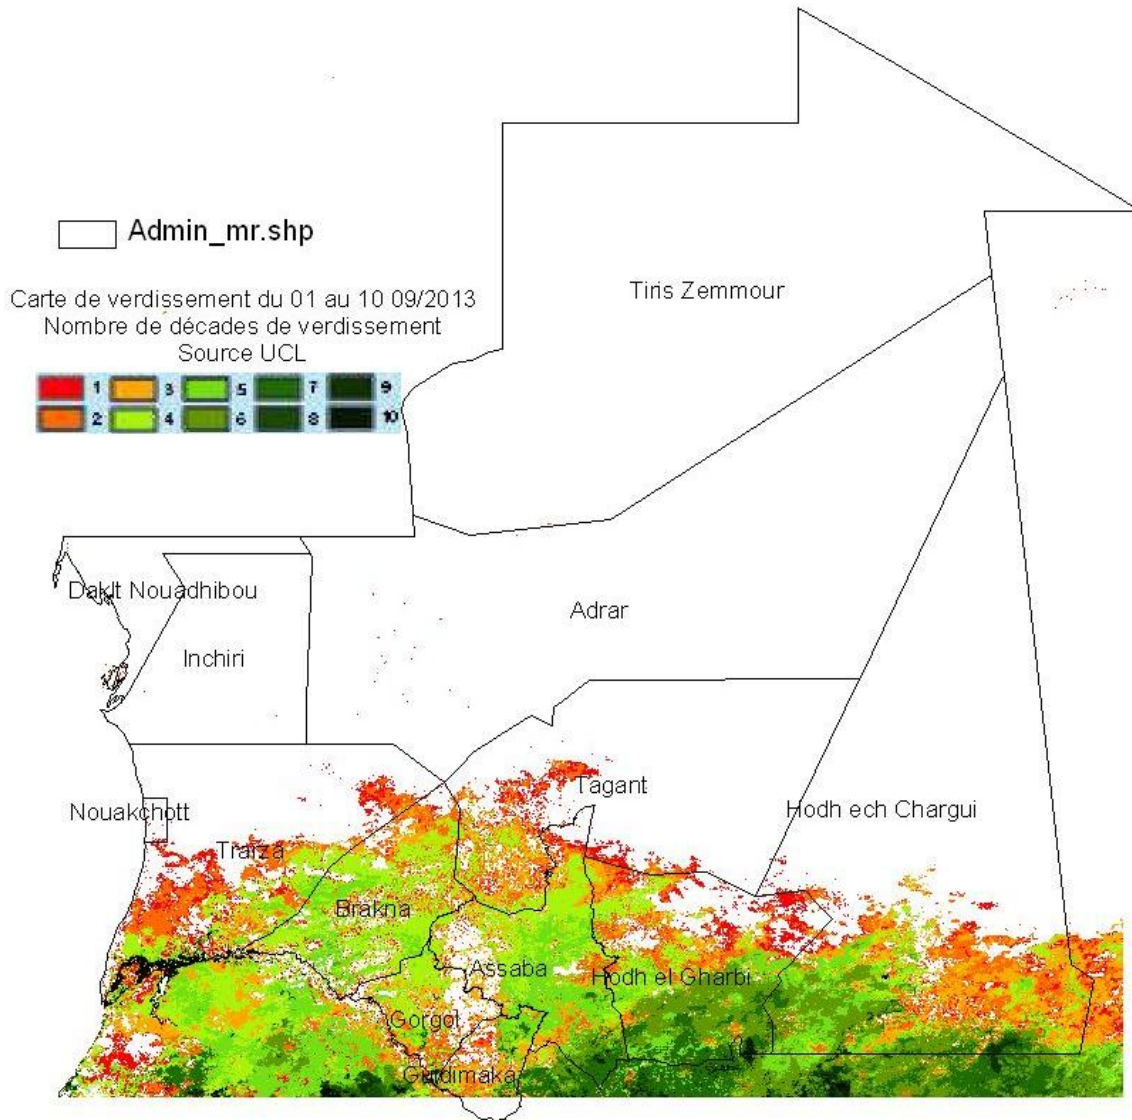 Admin_mr.shp
Carte de verdissement du 01 au 10 09/2013
Nombre de décades de verdissement
Source UCL
1 3 5 7 9
2 4 6 8 10
Tiris Zemmour
Daklt Nouadhibou
Adrar
Inchiri
Tagant
Nouakchott
Hodh ech Chargui
Traiza
Brakna
Assaba
Hodh el Gharbi
Gorgol
Guidimaka